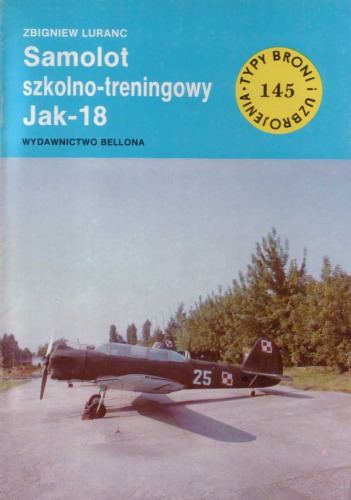 ZBIGNIEW LURANC
Samolot
szkolno-treningowy
Jak-18
WYDAWNICTWO BELLONA
TYPY BRONI i UZBROJENIA
145
25